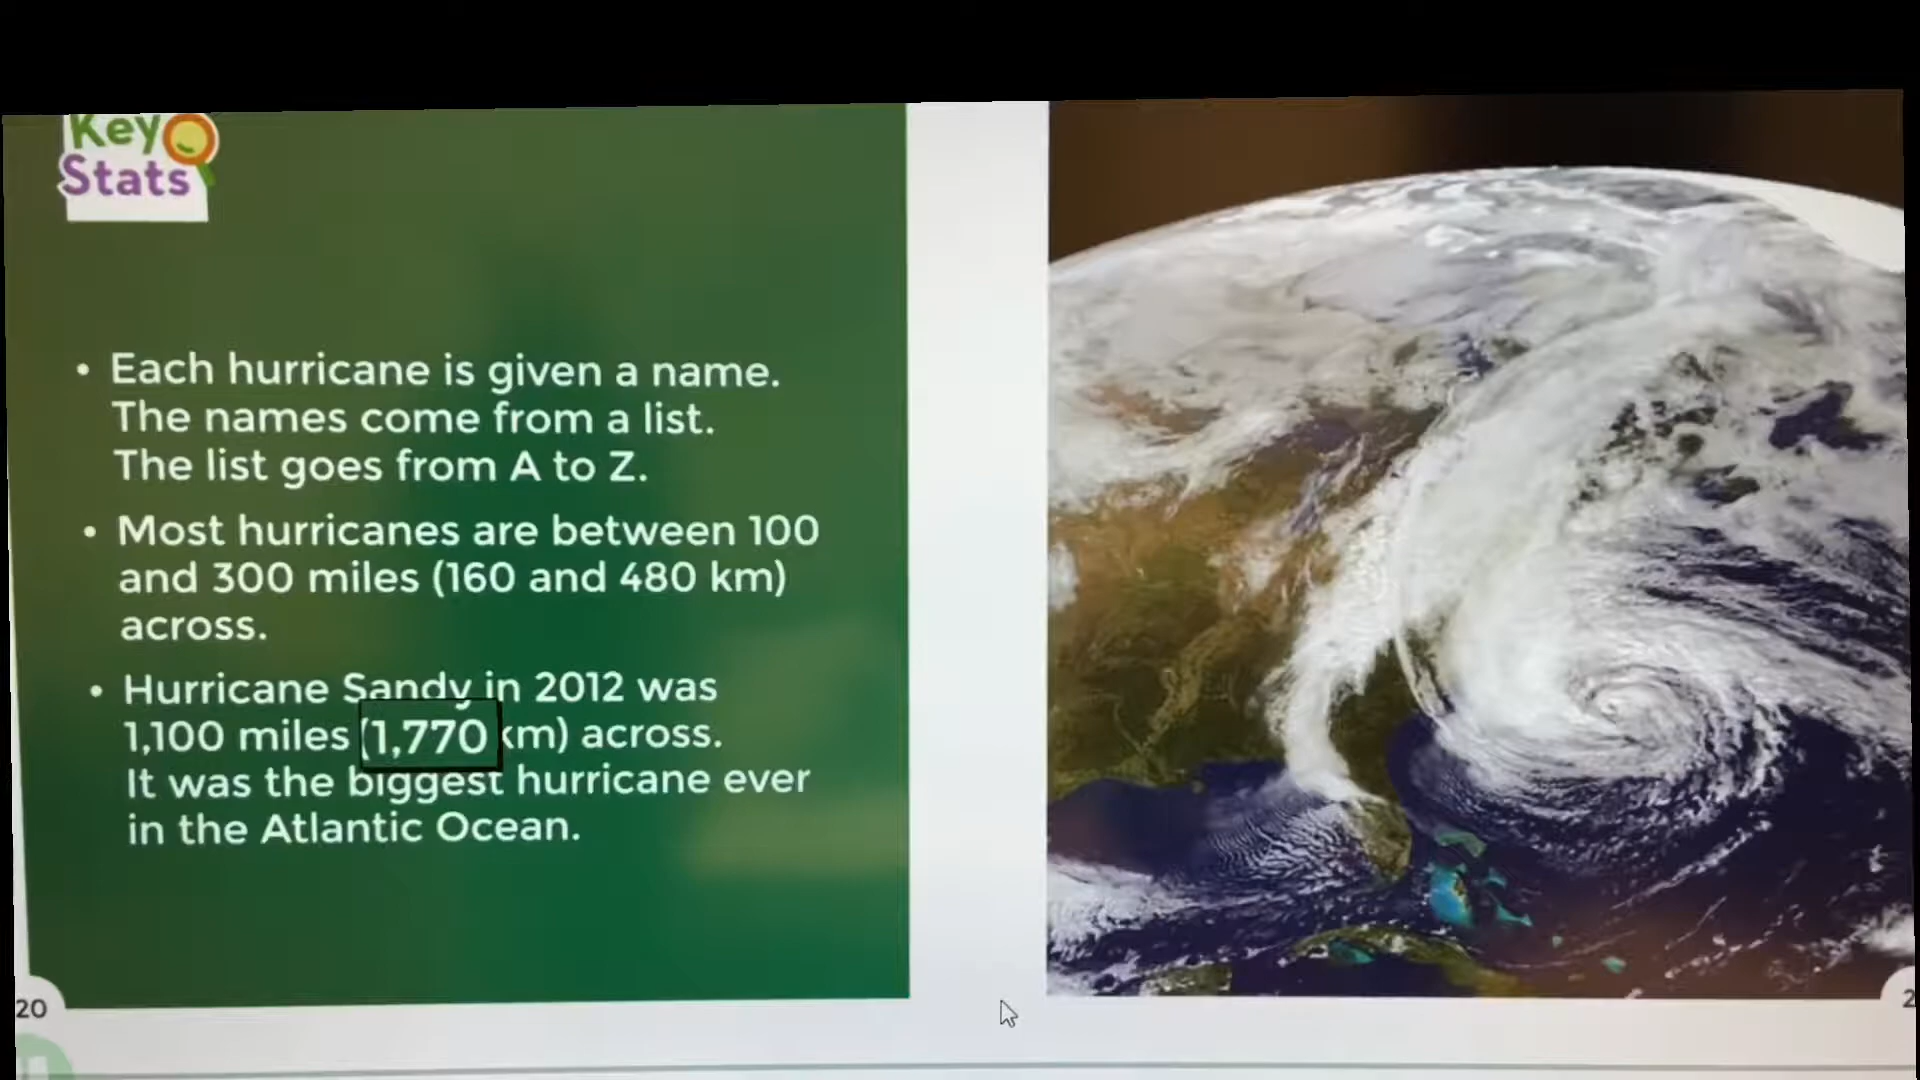 Key
Stats
• Each hurricane is given a name.
The names come from a list.
The list goes from A to Z.
• Most hurricanes are between 100
and 300 miles (160 and 480 km)
across.
• Hurricane Sandy in 2012 was
1,100 miles (1,770 km) across.
It was the biggest hurricane ever
in the Atlantic Ocean.
20